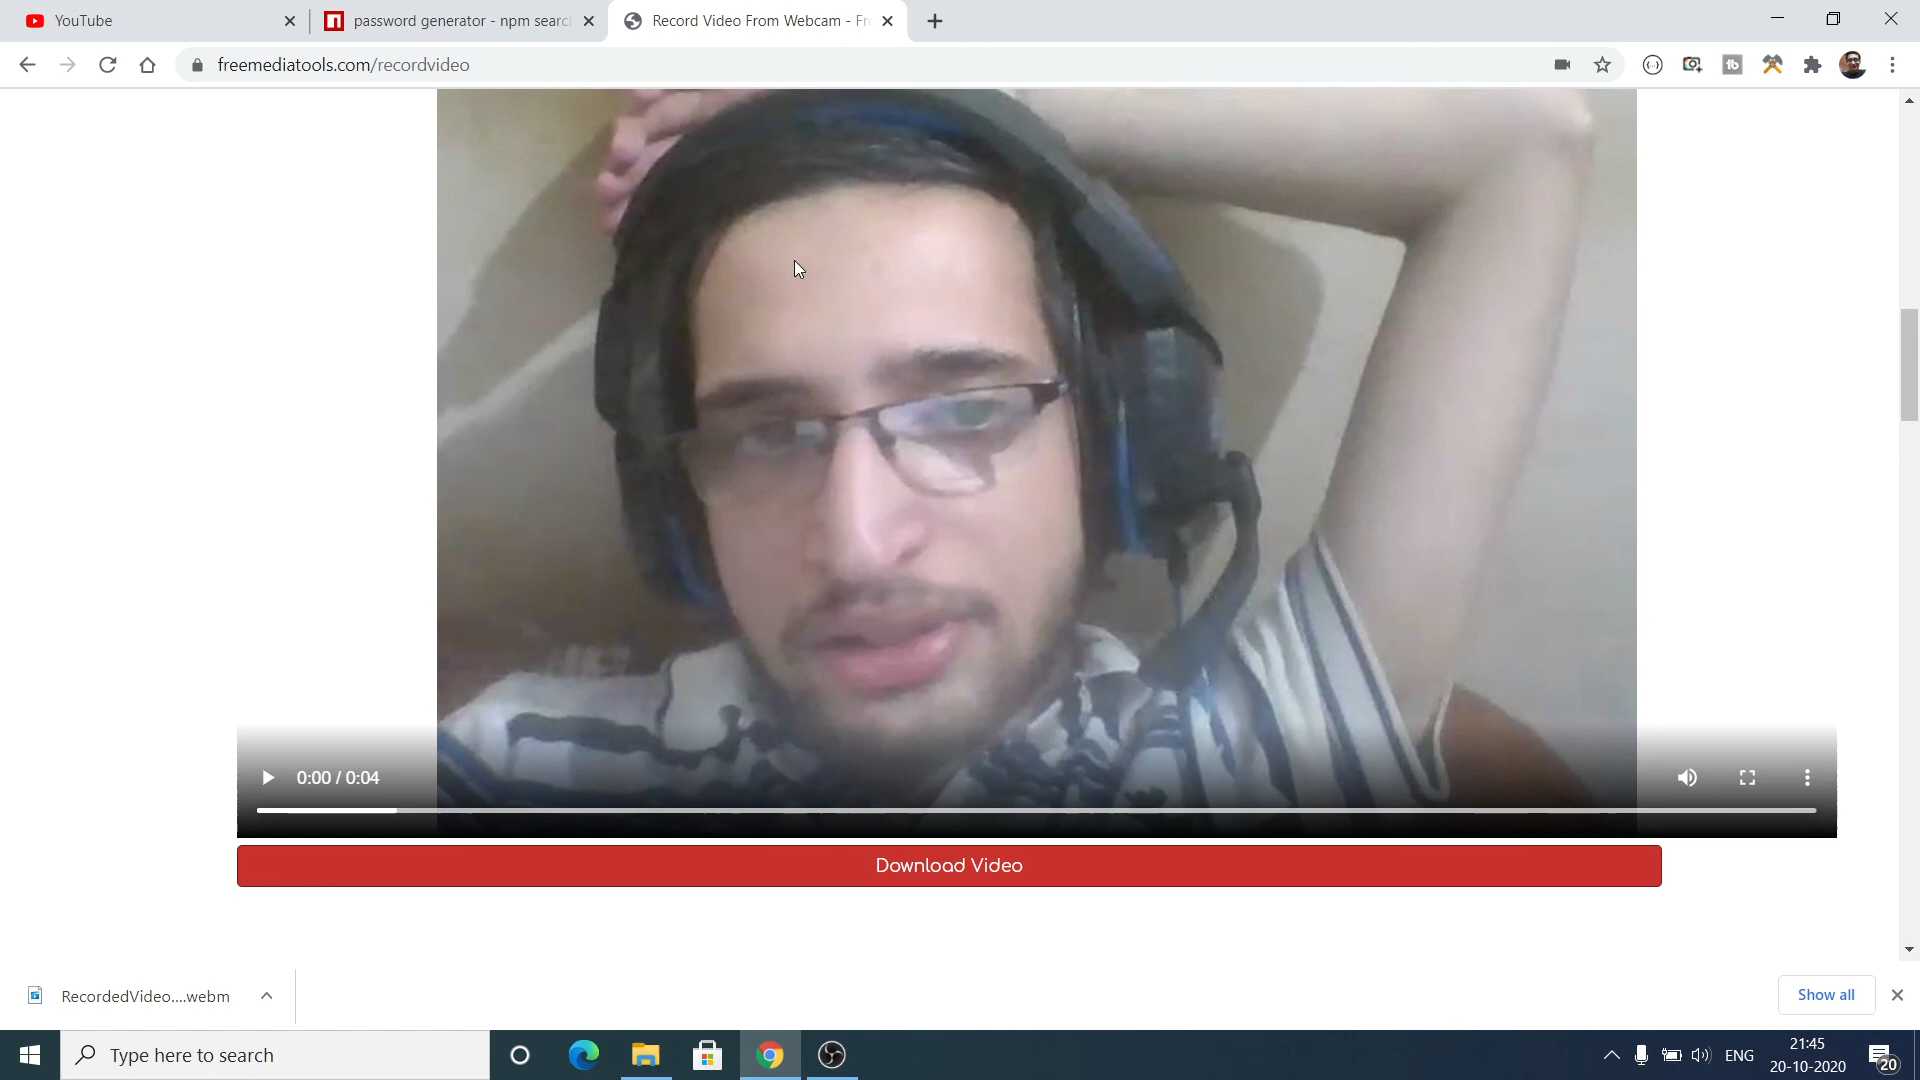 YouTube
password generator - npm searc
Record Video From Webcam - Fr
freemediatools.com/recordvideo
0:00 / 0:04
Download Video
RecordedVideo....webm
Show all
Type here to search
ENG
21:45
20-10-2020
20